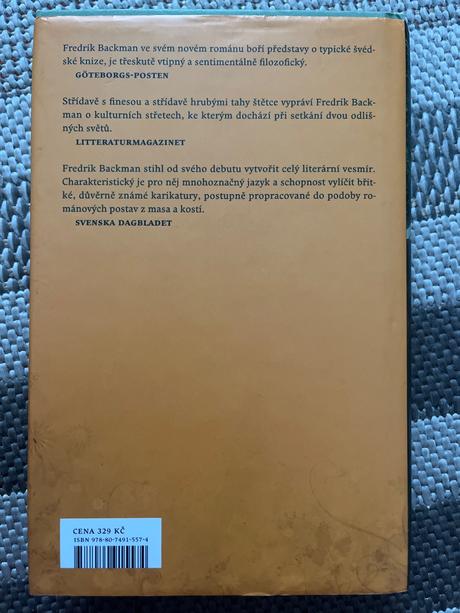 Fredrik Backman ve svém novém románu boří představy o typické švéd-
ské knize, je třeskutě vtipný a sentimentálně filozofický.
GÖTEBORGS-POSTEN
Střídavě s finesou a střídavě hrubými tahy štětce vypráví Fredrik Back-
man o kulturních střetech, ke kterým dochází při setkání dvou odliš-
ných světů.
LITTERATURMAGAZINET
Fredrik Backman stihl od svého debutu vytvořit celý literární vesmír.
Charakteristický je pro něj mnohoznačný jazyk a schopnost vylíčit břit-
ké, důvěrně známé karikatury, postupně propracované do podoby ro-
mánových postav z masa a kostí.
SVENSKA DAGBLADET
CENA 329 KČ
ISBN 978-80-7491-557-4